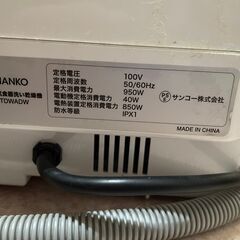 SANKO
式食器洗い乾燥機
TDWADW
定格電圧 100V
定格周波数 50/60Hz
最大消費電力 950W
電動機定格消費電力 40W
電熱装置定格消費電力 850W
防水等級 IPX1
PSE サンコー株式会社
MADE IN CHINA